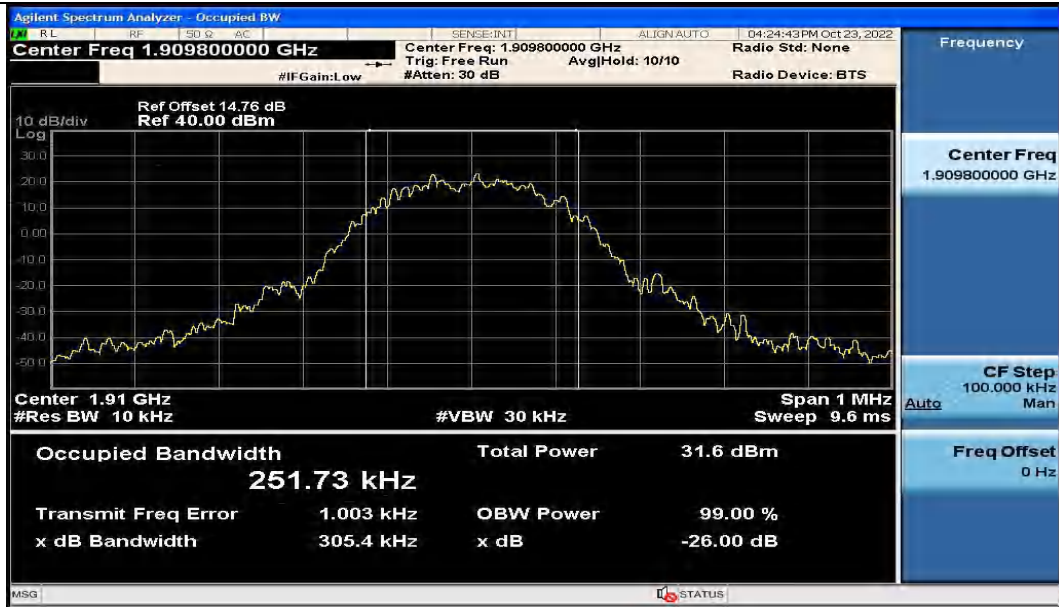 Agilent Spectrum Analyzer - Occupied BW
RL RF 50 Ω AC SENSE:INT ALIGN AUTO 04:24:43 PM Oct 23, 2022
Center Freq 1.909800000 GHz
Center Freq: 1.909800000 GHz Radio Std: None
Trig: Free Run Avg|Hold: 10/10
#IFGain:Low #Atten: 30 dB Radio Device: BTS
Frequency
Ref Offset 14.76 dB
10 dB/div Ref 40.00 dBm
Log
30.0
20.0
10.0
0.00
-10.0
-20.0
-30.0
-40.0
-50.0
Center 1.91 GHz Span 1 MHz
#Res BW 10 kHz #VBW 30 kHz Sweep 9.6 ms
Occupied Bandwidth Total Power 31.6 dBm
251.73 kHz
Transmit Freq Error 1.003 kHz OBW Power 99.00 %
x dB Bandwidth 305.4 kHz x dB -26.00 dB
Center Freq
1.909800000 GHz
CF Step
100.000 kHz
Auto Man
Freq Offset
0 Hz
MSG STATUS